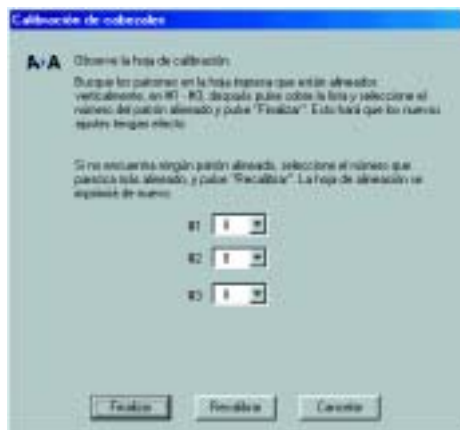 Calibración de cabezales
A A Observe la hoja de calibración.
Busque los patrones en la hoja impresa que están alineados
verticalmente, en #1 - #3, después pulse sobre la lista y seleccione el
número del patrón alineado y pulse "Finalizar". Esto hará que los nuevos
ajustes tengan efecto.
Si no encuentra ningún patrón alineado, seleccione el número que
parezca más alineado, y pulse "Recalibrar". La hoja de alineación se
imprimirá de nuevo.
#1
#2
#3
Finalizar Recalibrar Cancelar